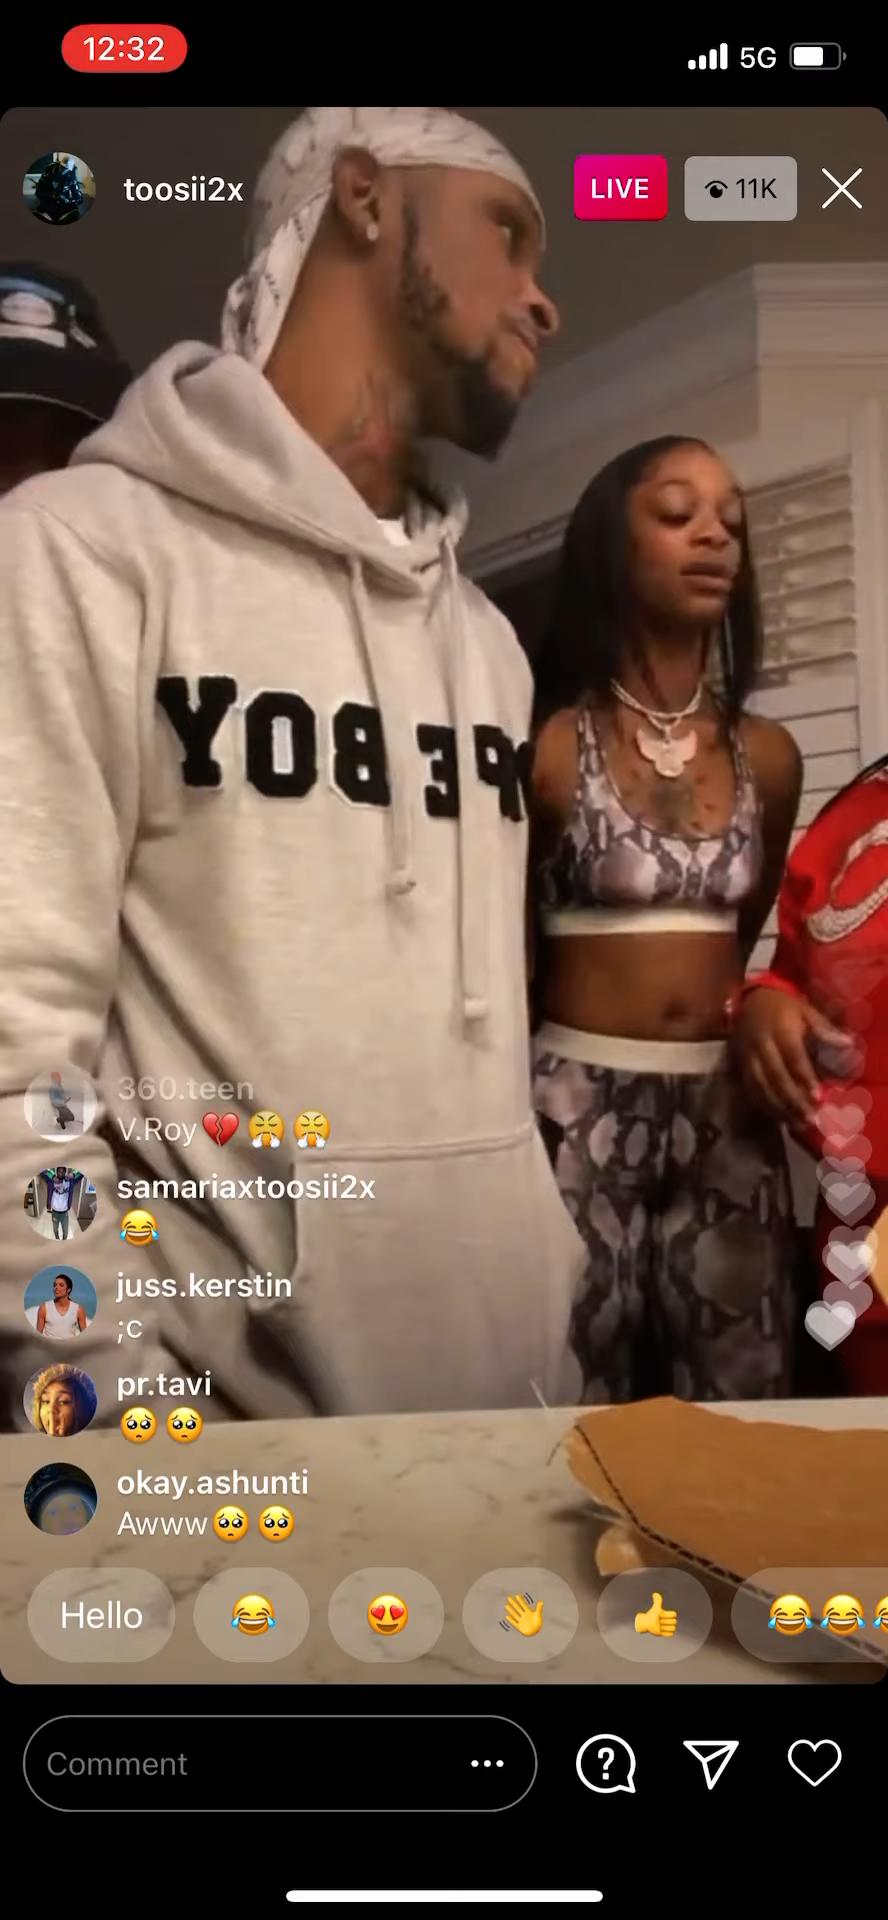 12:32
5G
toosii2x
LIVE
11K
YOB
360.teen
V.Roy💔😤😤
samariaxtoosii2x
😂
juss.kerstin
;c
pr.tavi
🥺🥺
okay.ashunti
Awww🥺🥺
Hello
😂
😍
👋
👍
😂😂
Comment